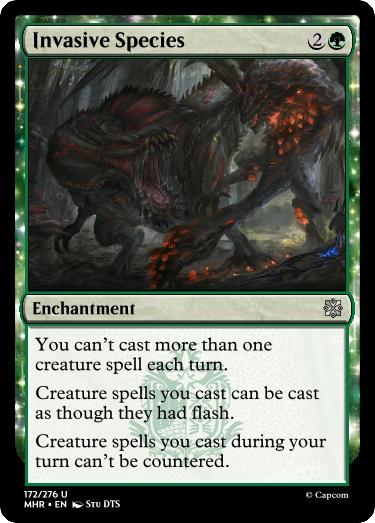 Invasive Species 2
Enchantment
You can't cast more than one
creature spell each turn.
Creature spells you cast can be cast
as though they had flash.
Creature spells you cast during your
turn can't be countered.
172/276 U
MHR • EN Stu DTS
© Capcom